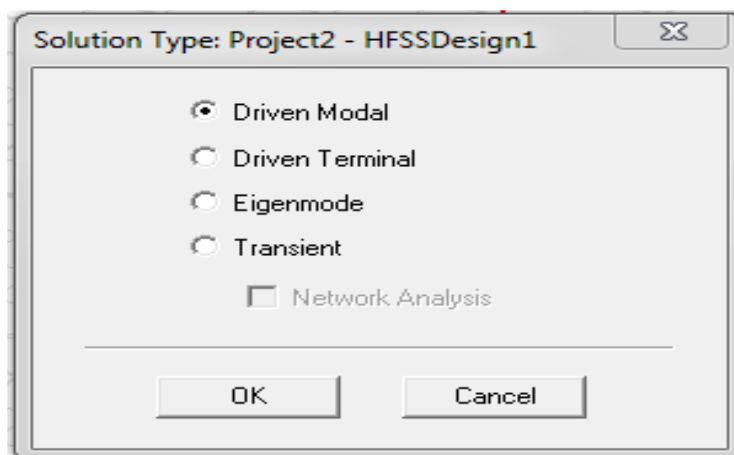 Solution Type: Project2 - HFSSDesign1
Driven Modal
Driven Terminal
Eigenmode
Transient
Network Analysis
OK Cancel